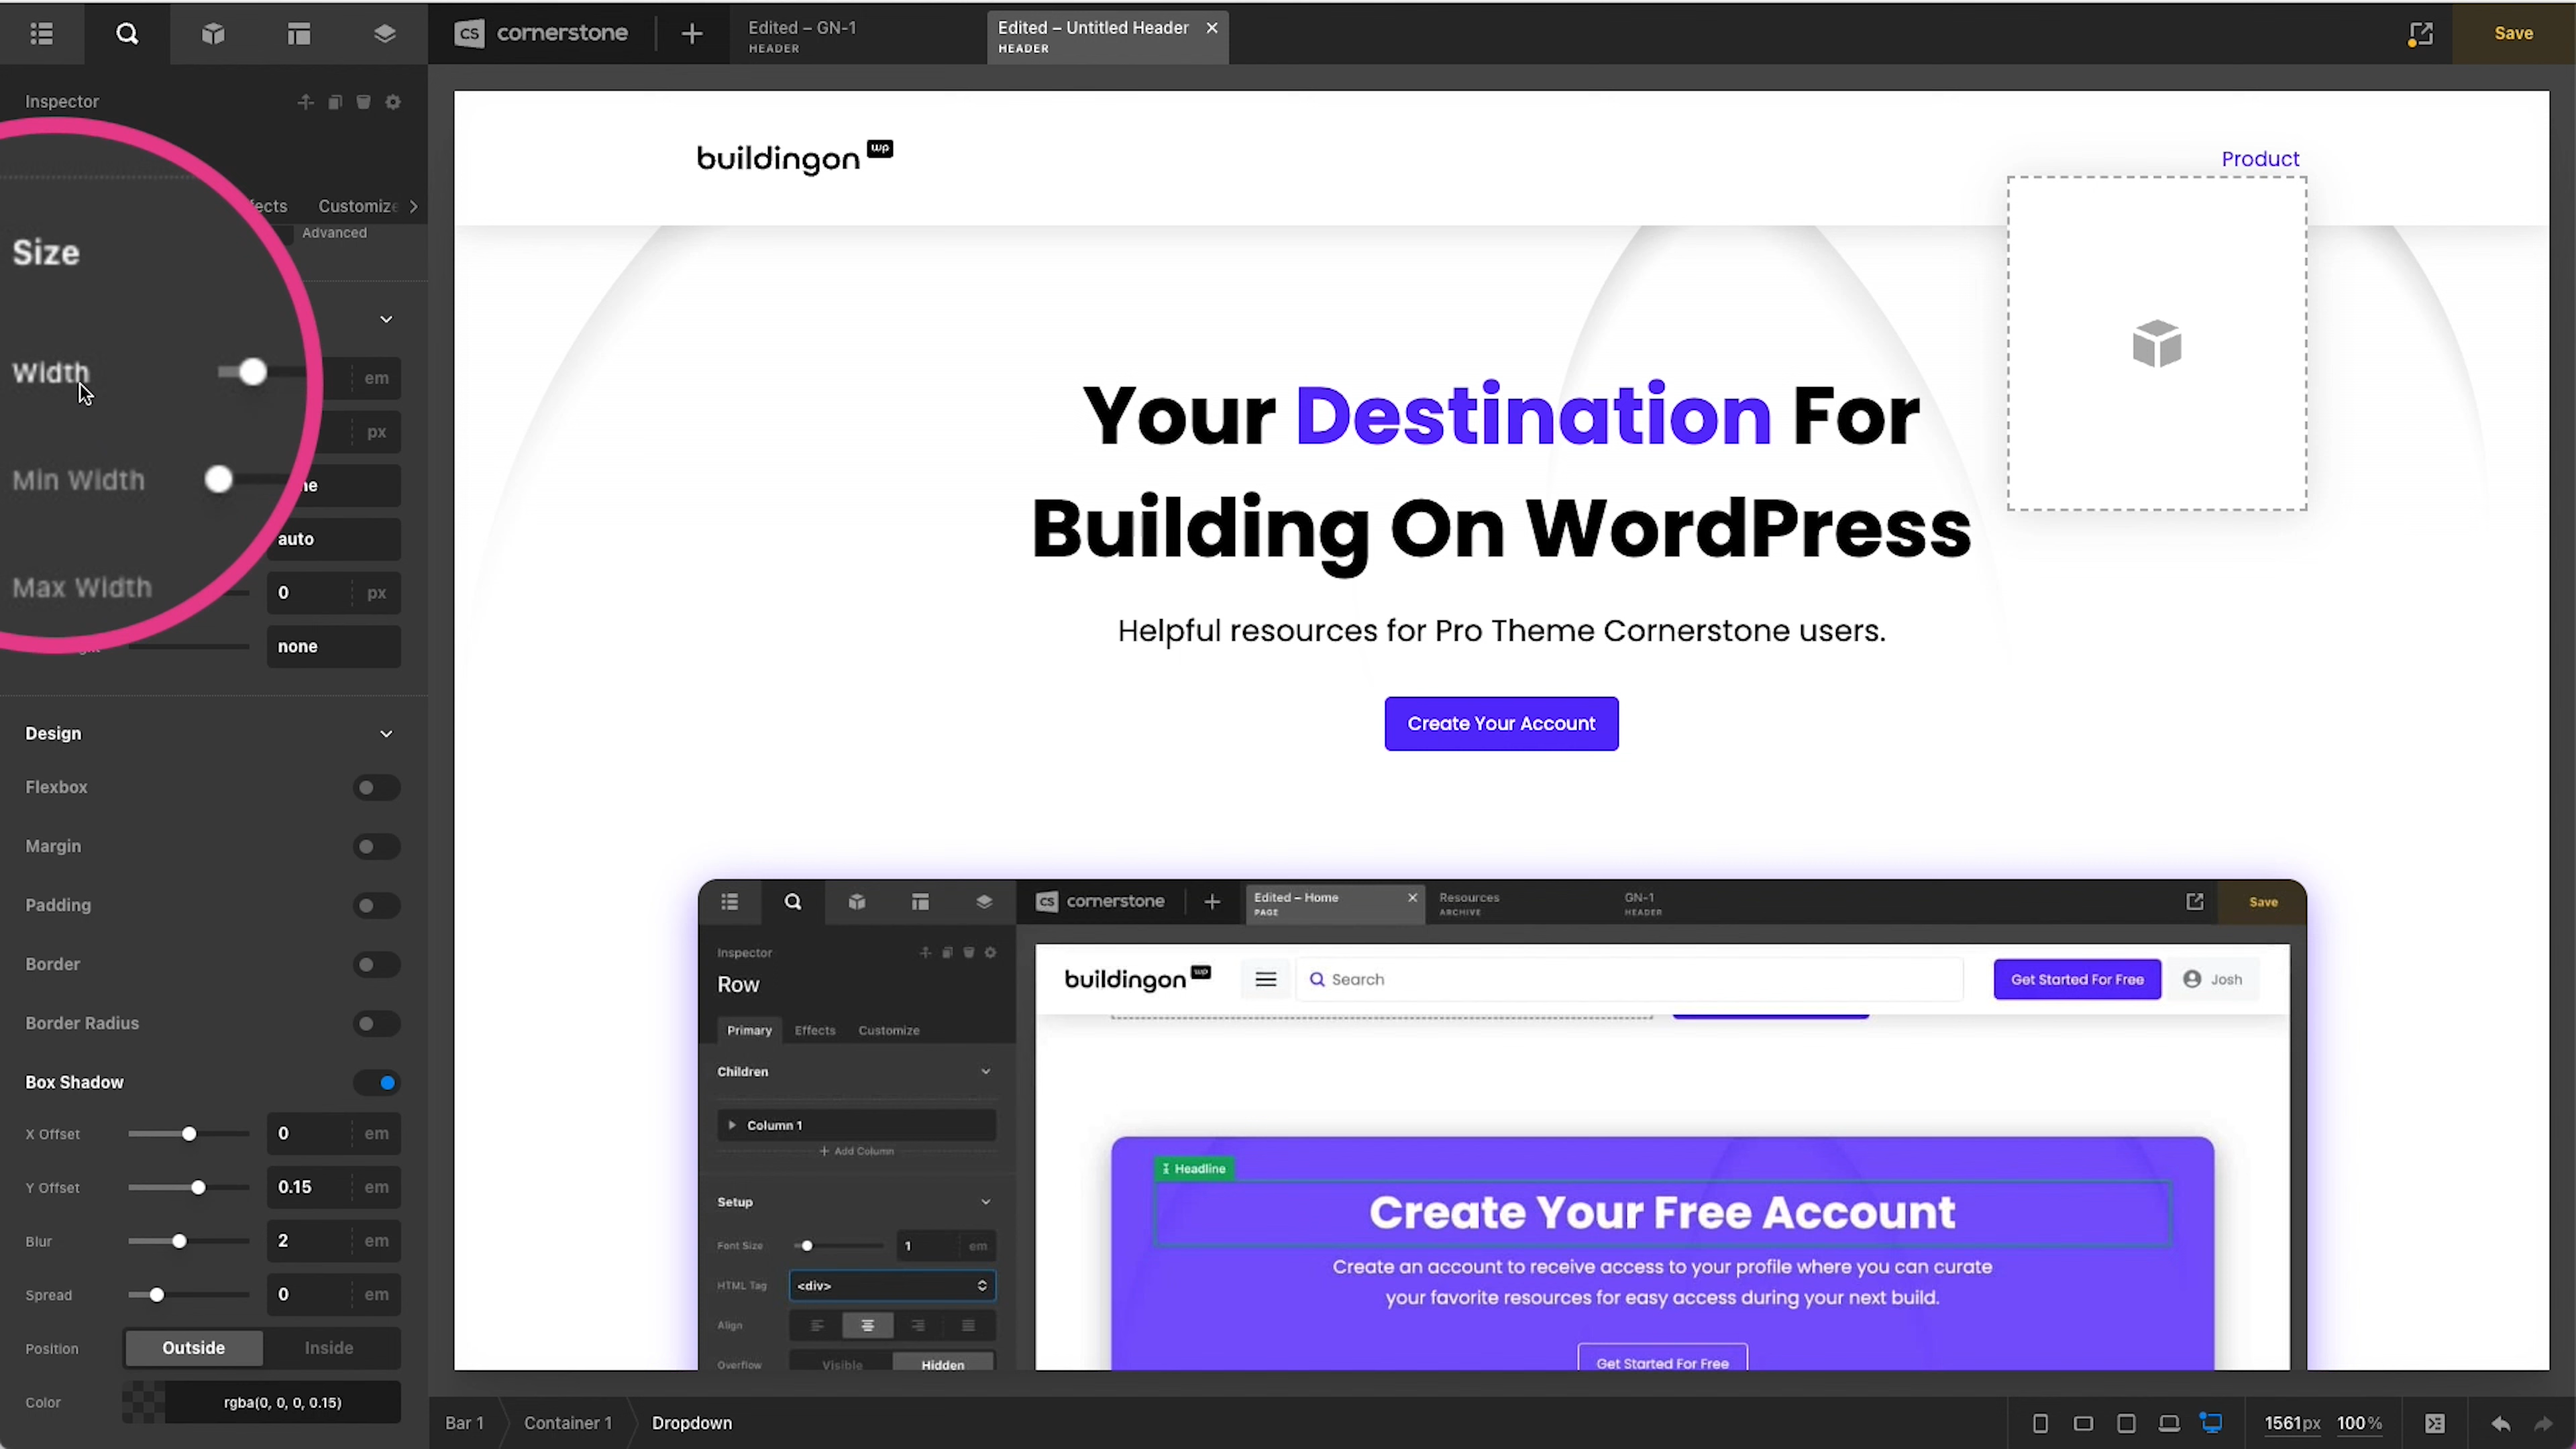 cornerstone
Edited – GN-1
HEADER
Edited – Untitled Header
HEADER
Save
Inspector
Customize
Advanced
Size
Width
em
px
Min Width
auto
Max Width
0 px
none
Design
Flexbox
Margin
Padding
Border
Border Radius
Box Shadow
X Offset 0 em
Y Offset 0.15 em
Blur 2 em
Spread 0 em
Position Outside Inside
Color rgba(0, 0, 0, 0.15)
buildingon wp
Product
Your Destination For
Building On WordPress
Helpful resources for Pro Theme Cornerstone users.
Create Your Account
cornerstone
Edited – Home
PAGE
Resources
ARCHIVE
GN-1
HEADER
Save
Inspector
Row
Primary Effects Customize
Children
Column 1
Add Column
Setup
Font Size 1 em
HTML Tag <div>
Align
Overflow Visible Hidden
buildingon wp
Search
Get Started For Free
Josh
Headline
Create Your Free Account
Create an account to receive access to your profile where you can curate
your favorite resources for easy access during your next build.
Get Started For Free
Bar 1 Container 1 Dropdown
1561px 100%